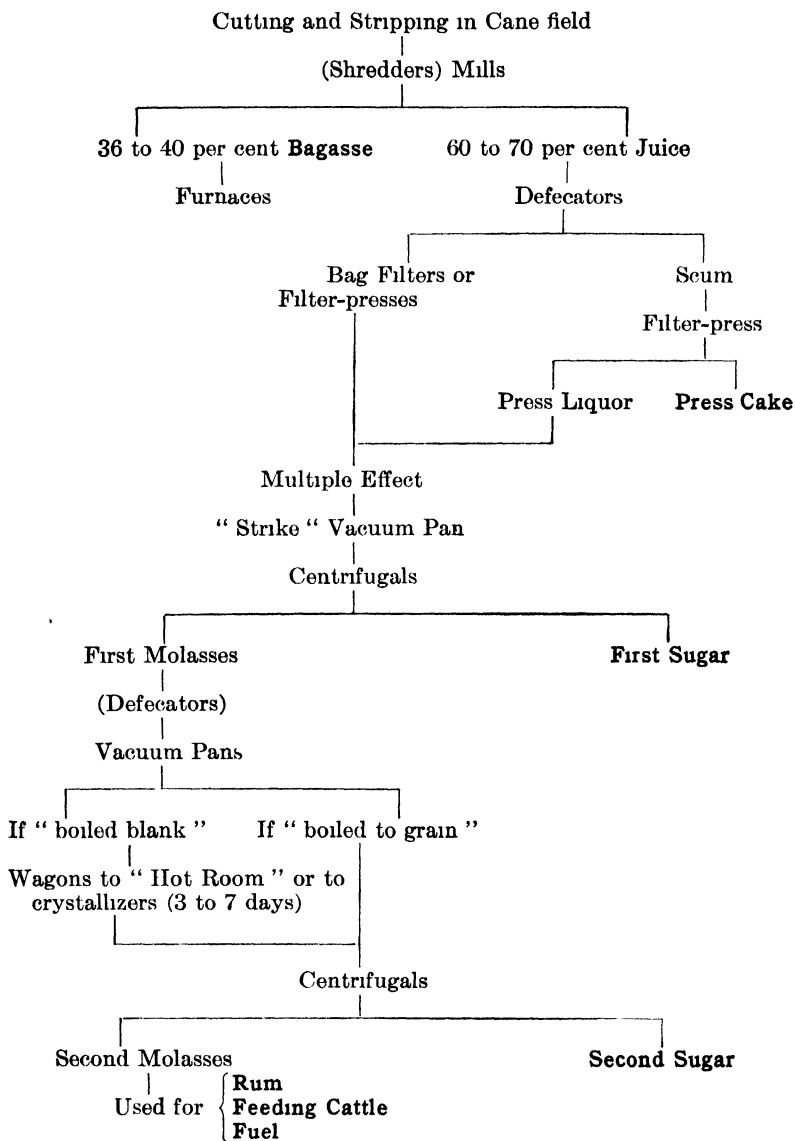 Cutting and Stripping in Cane field
(Shredders) Mills
36 to 40 per cent Bagasse
60 to 70 per cent Juice
Furnaces
Defecators
Bag Filters or
Filter-presses
Scum
Filter-press
Press Liquor
Press Cake
Multiple Effect
“ Strike “ Vacuum Pan
Centrifugals
First Molasses
First Sugar
(Defecators)
Vacuum Pans
If “ boiled blank ”
If “ boiled to grain ”
Wagons to “ Hot Room ” or to
crystallizers (3 to 7 days)
Centrifugals
Second Molasses
Second Sugar
Used for
Rum
Feeding Cattle
Fuel